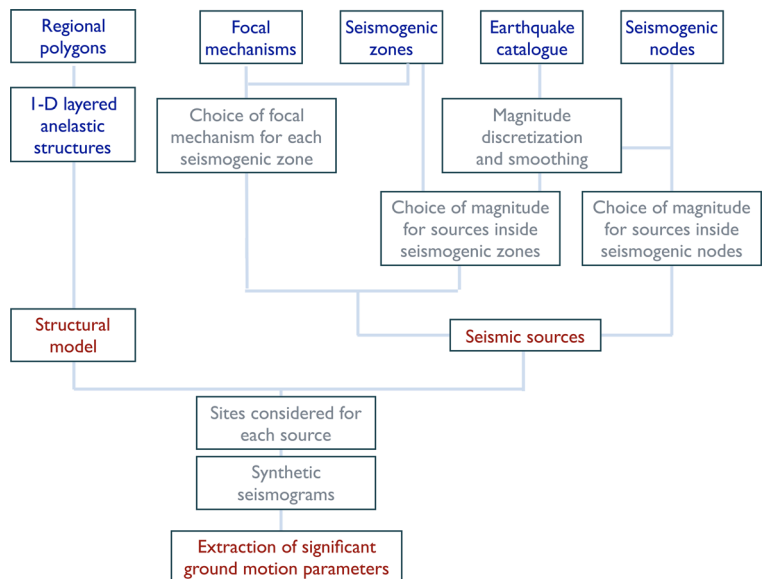 Regional
polygons
Focal
mechanisms
Seismogenic
zones
Earthquake
catalogue
Seismogenic
nodes
1-D layered
anelastic
structures
Choice of focal
mechanism for each
seismogenic zone
Magnitude
discretization
and smoothing
Choice of magnitude
for sources inside
seismogenic zones
Choice of magnitude
for sources inside
seismogenic nodes
Structural
model
Seismic sources
Sites considered for
each source
Synthetic
seismograms
Extraction of significant
ground motion parameters